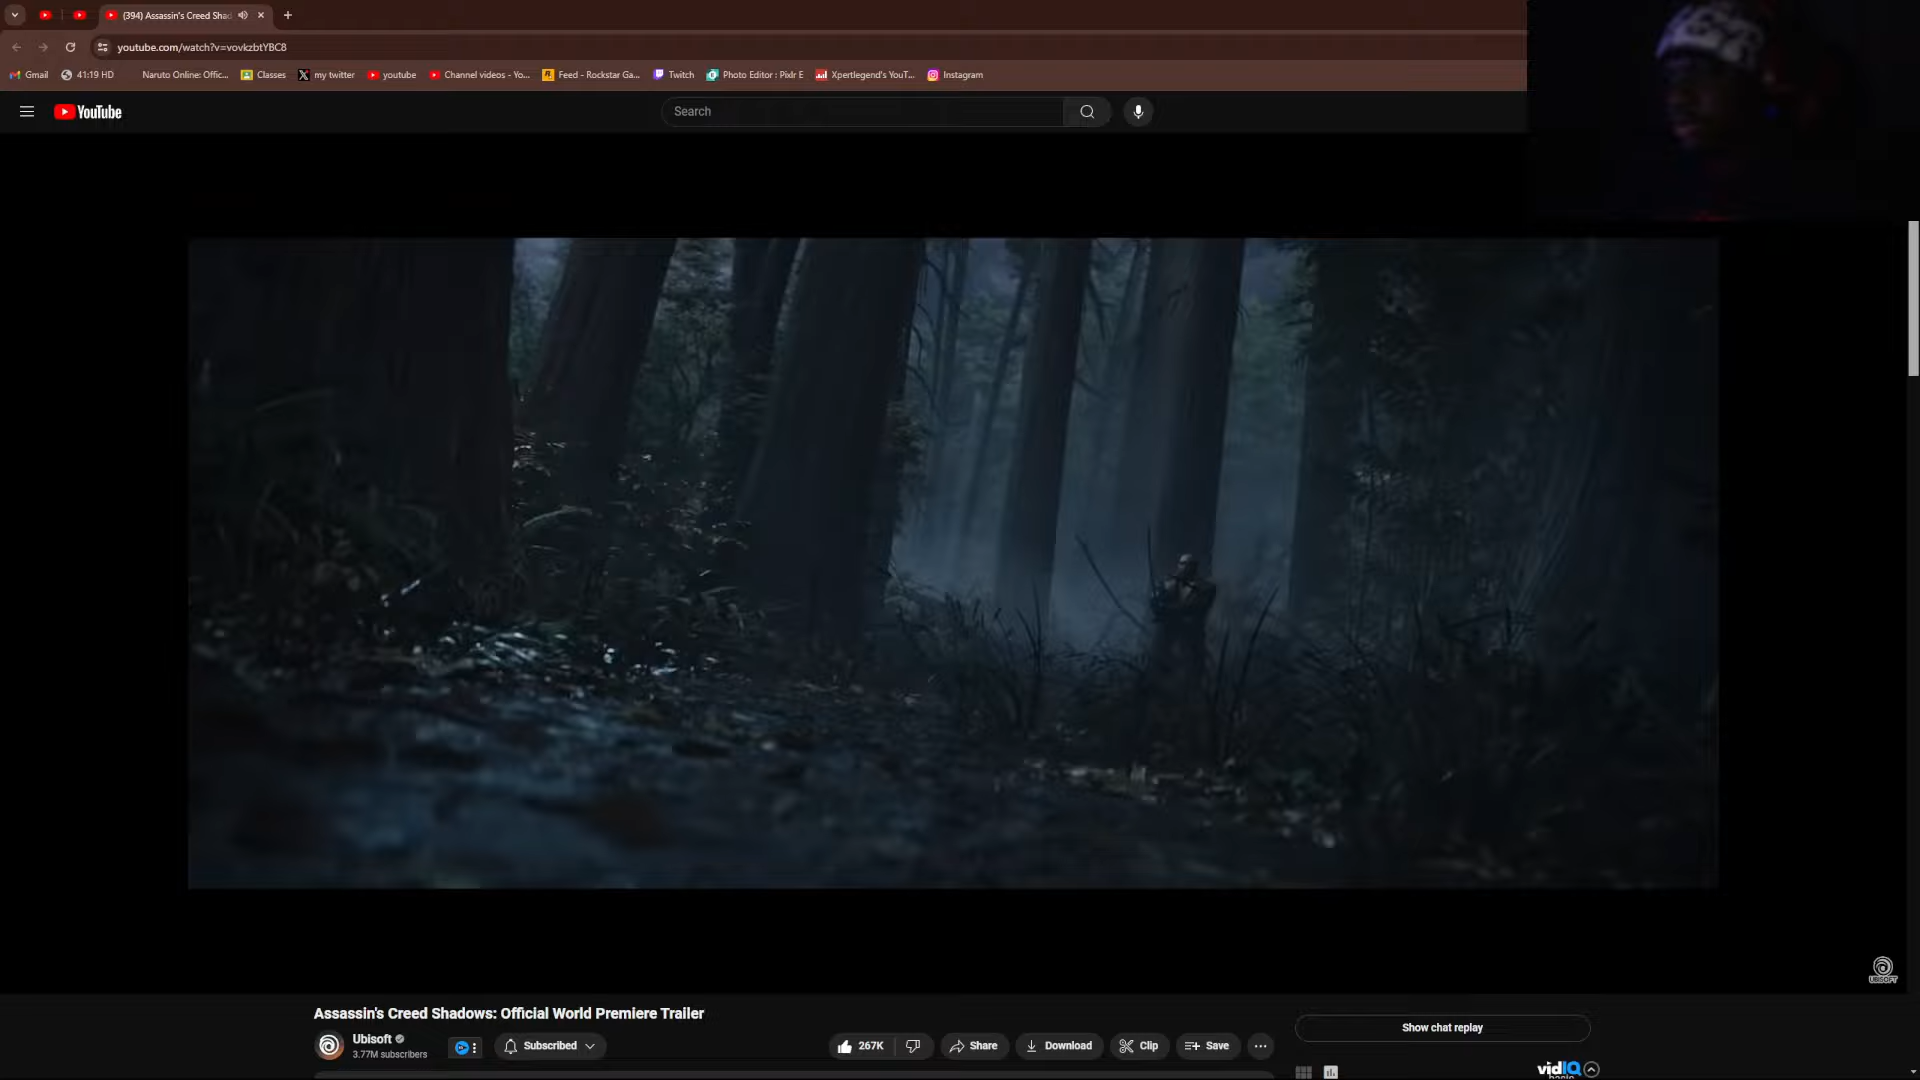 (394) Assassin's Creed Shad
youtube.com/watch?v=vovkzbtYBC8
Gmail
41:19 HD
Naruto Online: Offic...
Classes
my twitter
youtube
Channel videos - Yo...
Feed - Rockstar Ga...
Twitch
Photo Editor : Pixlr E
Xpertlegend's YouT...
Instagram
YouTube
Search
UBISOFT
Assassin's Creed Shadows: Official World Premiere Trailer
Ubisoft
3.77M subscribers
Subscribed
267K
Share
Download
Clip
Save
Show chat replay
vidIQ
basic